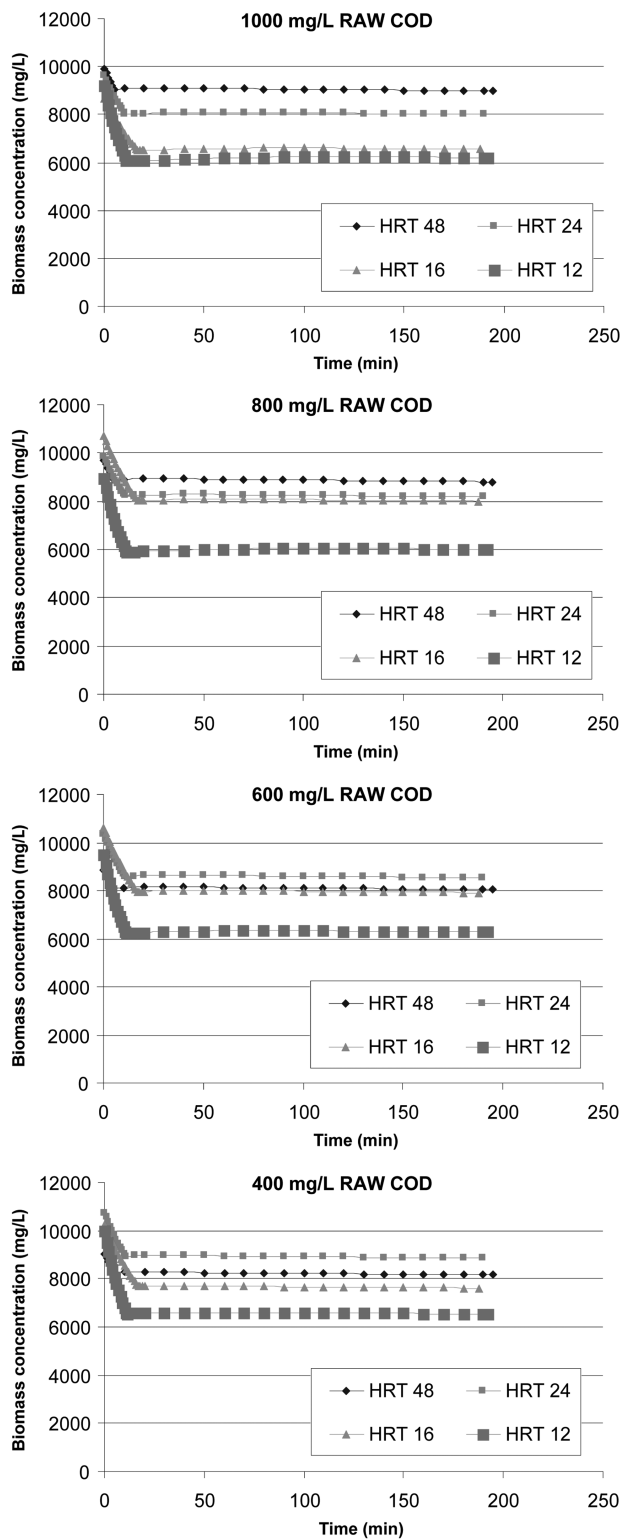 1000 mg/L RAW COD
Biomass concentration (mg/L)
12000
10000
8000
6000
4000
2000
0
HRT 48 HRT 24
HRT 16 HRT 12
0 50 100 150 200 250
Time (min)
800 mg/L RAW COD
Biomass concentration (mg/L)
12000
10000
8000
6000
4000
2000
0
HRT 48 HRT 24
HRT 16 HRT 12
0 50 100 150 200 250
Time (min)
600 mg/L RAW COD
Biomass concentration (mg/L)
12000
10000
8000
6000
4000
2000
0
HRT 48 HRT 24
HRT 16 HRT 12
0 50 100 150 200 250
Time (min)
400 mg/L RAW COD
Biomass concentration (mg/L)
12000
10000
8000
6000
4000
2000
0
HRT 48 HRT 24
HRT 16 HRT 12
0 50 100 150 200 250
Time (min)